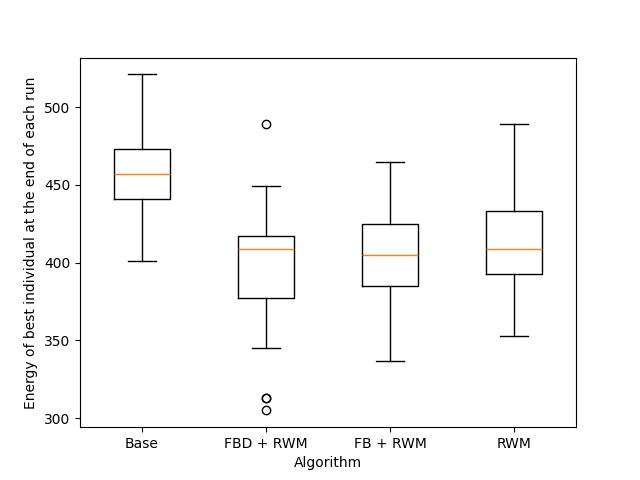 Energy of best individual at the end of each run
500
450
400
350
300
Base FBD + RWM FB + RWM RWM
Algorithm